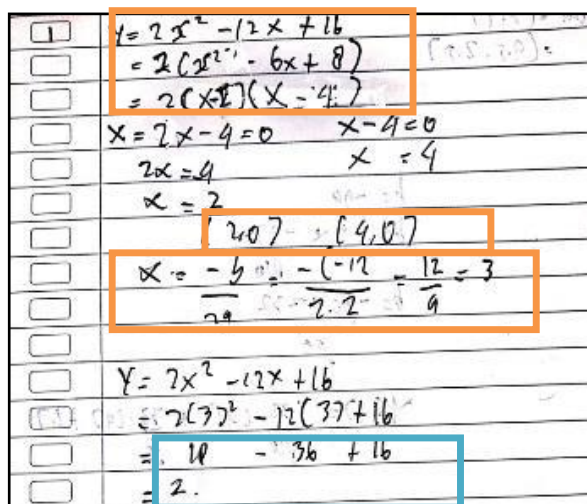 1 y = 2x² - 12x + 16
= 2(x² - 6x + 8)
= 2(x-2)(x-4)
x = 2x-4=0 x-4=0
2x = 4 x = 4
x = 2
(2,0) (4,0)
x = -b/2a = -(-12/2.2 = 12/4 = 3
y = 2x² - 12x + 16
= 2(3)² - 12(3) + 16
= 18 - 36 + 16
= 2.